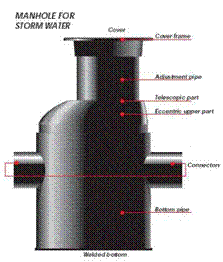 MANHOLE FOR
STORM WATER
Cover
Cover frame
Adjustment pipe
Telescopic part
Eccentric upper part
Connectors
Bottom pipe
Welded bottom